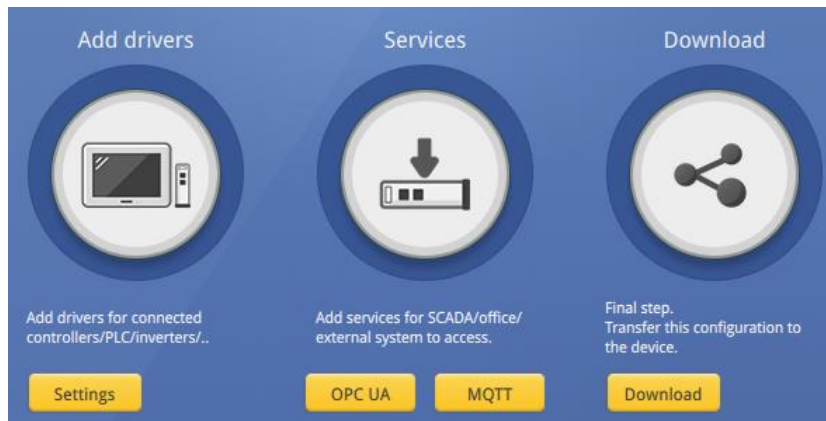 Add drivers
Add drivers for connected
controllers/PLC/inverters/..
Settings
Services
Add services for SCADA/office/
external system to access.
OPC UA
MQTT
Download
Final step.
Transfer this configuration to
the device.
Download